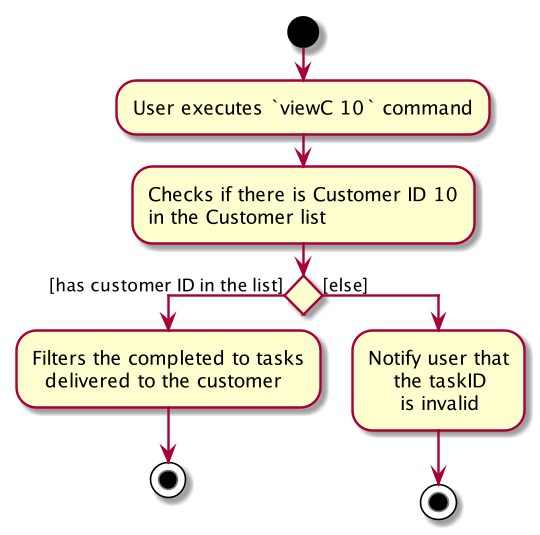 User executes `viewC 10` command
Checks if there is Customer ID 10
in the Customer list
[has customer ID in the list]
[else]
Filters the completed to tasks
delivered to the customer
Notify user that
the taskID
is invalid